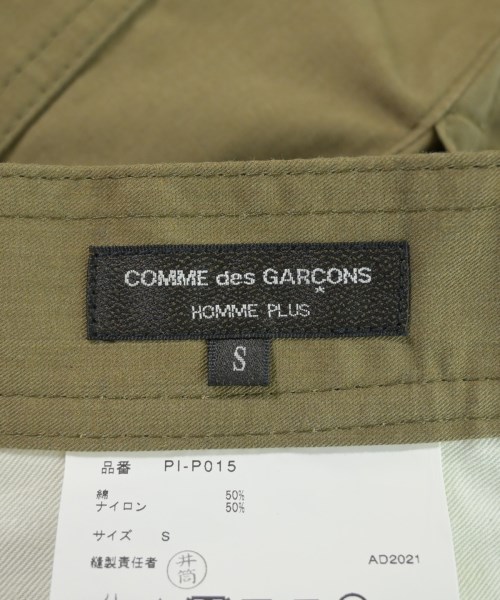 COMME des GARÇONS
HOMME PLUS
S
品番 PI-P015
綿 50%
ナイロン 50%
サイズ S
縫製責任者 井筒 AD2021